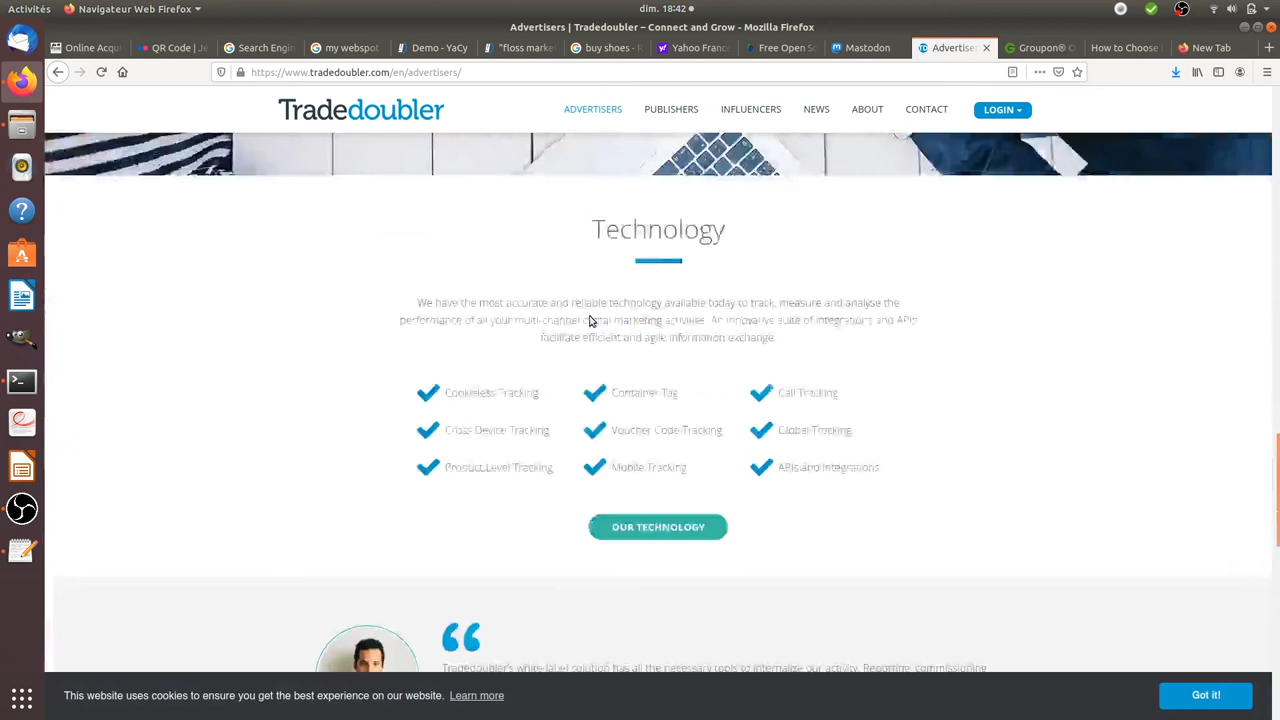 Activités
Navigateur Web Firefox
dim. 18:42
Advertisers | Tradedoubler – Connect and Grow - Mozilla Firefox
Online Acqu
QR Code | Je
Search Engin
my webspot
Demo - YaCy
"floss market
buy shoes - R
Yahoo France
Free Open So
Mastodon
Advertiser
Groupon® O
How to Choose
New Tab
https://www.tradedoubler.com/en/advertisers/
Tradedoubler
ADVERTISERS
PUBLISHERS
INFLUENCERS
NEWS
ABOUT
CONTACT
LOGIN
Technology
We have the most accurate and reliable technology available today to track, measure and analyse the
performance of all your multi-channel digital marketing activities. An innovative suite of integrations and APIs
facilitate efficient and agile information exchange.
Cookieless Tracking
Container Tag
Call Tracking
Cross Device Tracking
Voucher Code Tracking
Global Tracking
Product Level Tracking
Mobile Tracking
APIs and Integrations
OUR TECHNOLOGY
“
Tradedoubler's white label solution has all the necessary tools to internalize our activity. Reporting, commissioning
This website uses cookies to ensure you get the best experience on our website. Learn more
Got it!